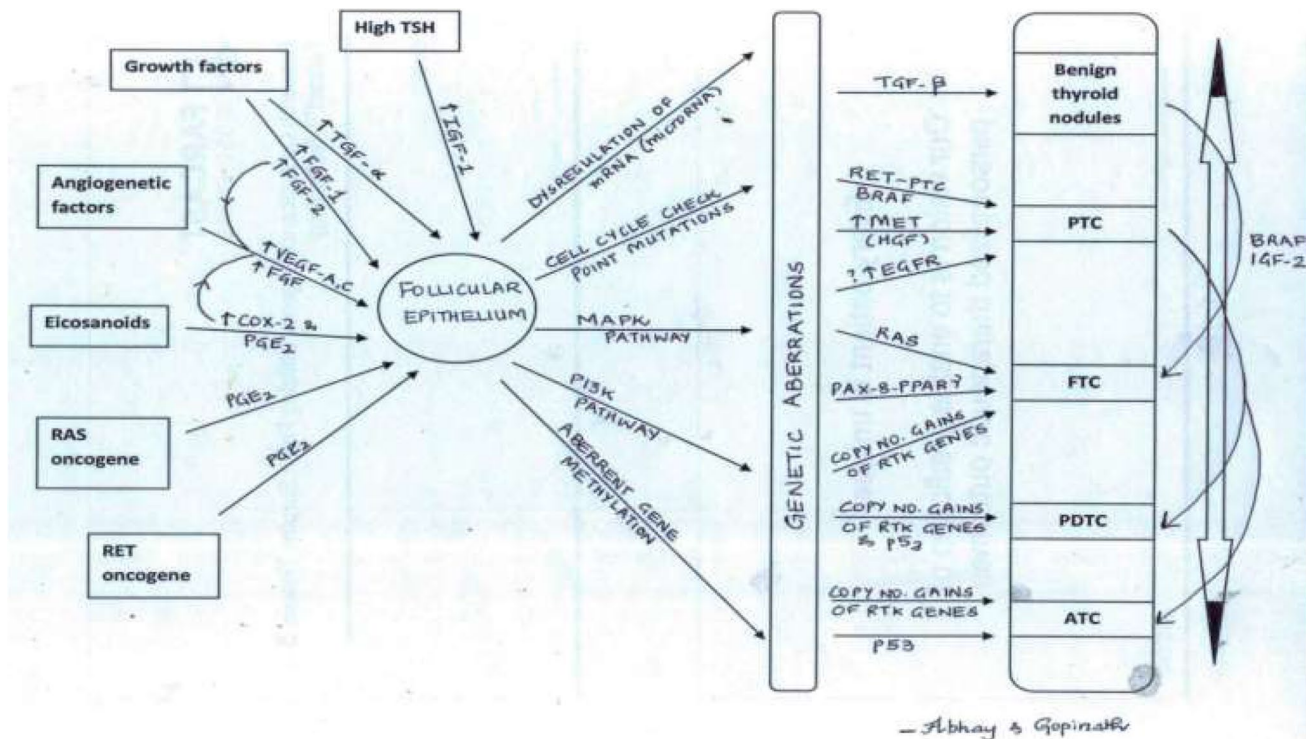 High TSH
Growth factors
Angiogenetic
factors
Eicosanoids
RAS
oncogene
RET
oncogene
↑ IGF-1
↑ TGF-α
↑ FGF-1
↑ FGF-2
↑ VEGF-A,C
↑ FGF
↑ COX-2 &
PGE2
PGE2
PGE2
FOLLICULAR
EPITHELIUM
DYSREGULATION OF
mRNA (MICRORNA)
CELL CYCLE CHECK
POINT MUTATIONS
MAPK
PATHWAY
PI3K
PATHWAY
ABERRENT GENE
METHYLATION
GENETIC ABERRATIONS
TGF-β
RET-PTC
BRAF
↑ MET
(HGF)
? ↑ EGFR
RAS
PAX-8-PPARγ
COPY NO. GAINS
OF RTK GENES
COPY NO. GAINS
OF RTK GENES
& P53
COPY NO. GAINS
OF RTK GENES
P53
Benign
thyroid
nodules
PTC
FTC
PDTC
ATC
BRAF
IGF-2
- Abhay & Gopinath